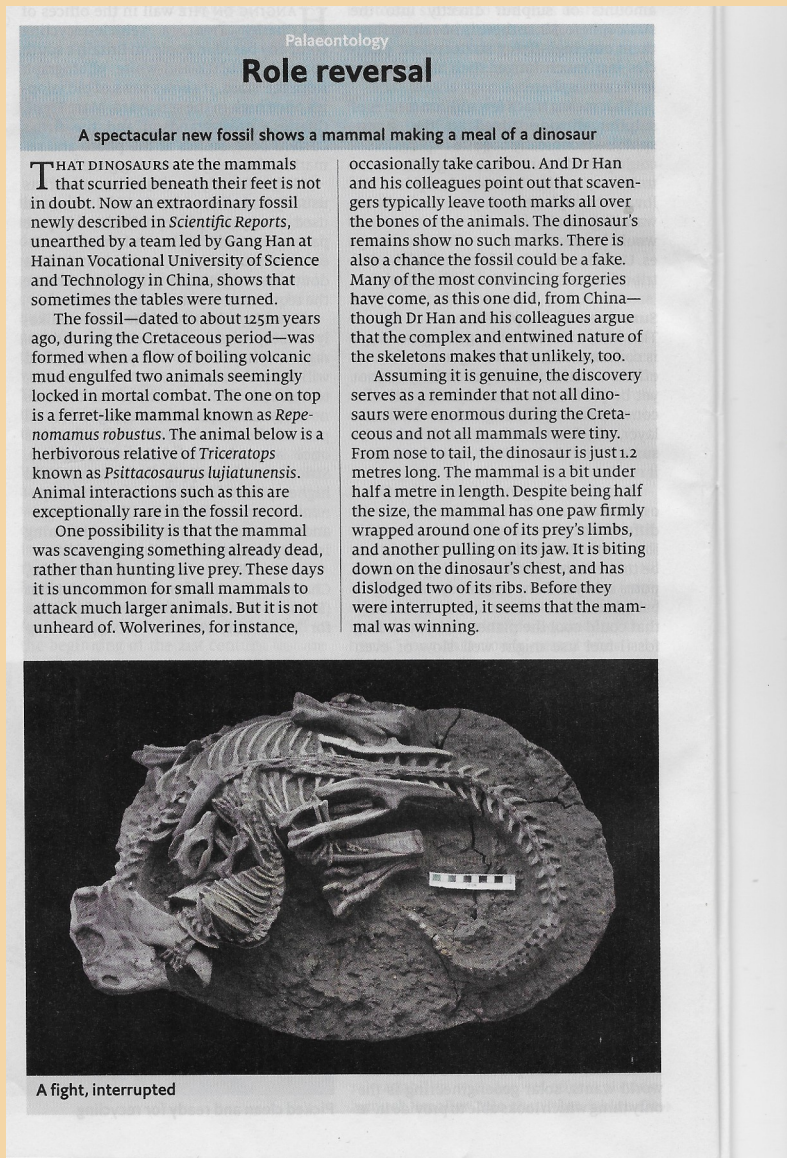 Palaeontology
Role reversal
A spectacular new fossil shows a mammal making a meal of a dinosaur
THAT DINOSAURS ate the mammals
that scurried beneath their feet is not
in doubt. Now an extraordinary fossil
newly described in Scientific Reports,
unearthed by a team led by Gang Han at
Hainan Vocational University of Science
and Technology in China, shows that
sometimes the tables were turned.
The fossil—dated to about 125m years
ago, during the Cretaceous period—was
formed when a flow of boiling volcanic
mud engulfed two animals seemingly
locked in mortal combat. The one on top
is a ferret-like mammal known as Repe-
nomamus robustus. The animal below is a
herbivorous relative of Triceratops
known as Psittacosaurus lujiatunensis.
Animal interactions such as this are
exceptionally rare in the fossil record.
One possibility is that the mammal
was scavenging something already dead,
rather than hunting live prey. These days
it is uncommon for small mammals to
attack much larger animals. But it is not
unheard of. Wolverines, for instance,
occasionally take caribou. And Dr Han
and his colleagues point out that scaven-
gers typically leave tooth marks all over
the bones of the animals. The dinosaur's
remains show no such marks. There is
also a chance the fossil could be a fake.
Many of the most convincing forgeries
have come, as this one did, from China—
though Dr Han and his colleagues argue
that the complex and entwined nature of
the skeletons makes that unlikely, too.
Assuming it is genuine, the discovery
serves as a reminder that not all dino-
saurs were enormous during the Creta-
ceous and not all mammals were tiny.
From nose to tail, the dinosaur is just 1.2
metres long. The mammal is a bit under
half a metre in length. Despite being half
the size, the mammal has one paw firmly
wrapped around one of its prey's limbs,
and another pulling on its jaw. It is biting
down on the dinosaur's chest, and has
dislodged two of its ribs. Before they
were interrupted, it seems that the mam-
mal was winning.
A fight, interrupted